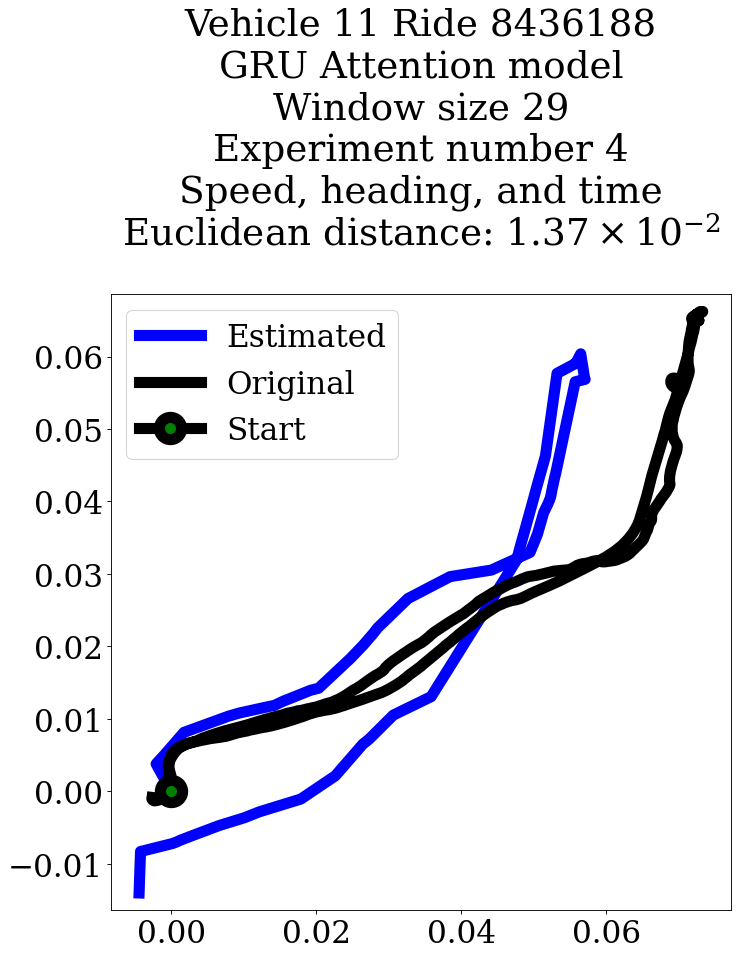 Vehicle 11 Ride 8436188
GRU Attention model
Window size 29
Experiment number 4
Speed, heading, and time
Euclidean distance: 1.37 × 10⁻²
Estimated
Original
Start
0.06
0.05
0.04
0.03
0.02
0.01
0.00
−0.01
0.00 0.02 0.04 0.06